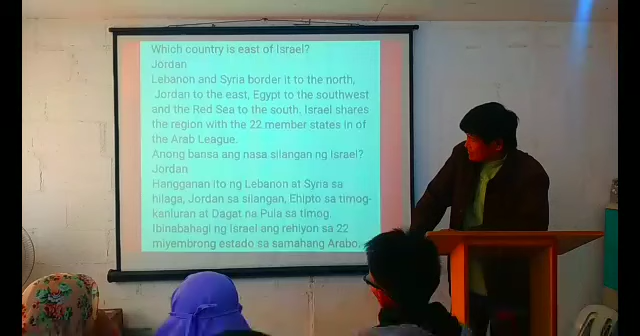 Which country is east of Israel?
Jordan
Lebanon and Syria border it to the north,
Jordan to the east, Egypt to the southwest
and the Red Sea to the south. Israel shares
the region with the 22 member states in of
the Arab League.
Anong bansa ang nasa silangan ng Israel?
Jordan
Hangganan ito ng Lebanon at Syria sa
hilaga, Jordan sa silangan, Ehipto sa timog-
kanluran at Dagat na Pula sa timog.
Ibinabahagi ng Israel ang rehiyon sa 22
miyembrong estado sa samahang Arabo.